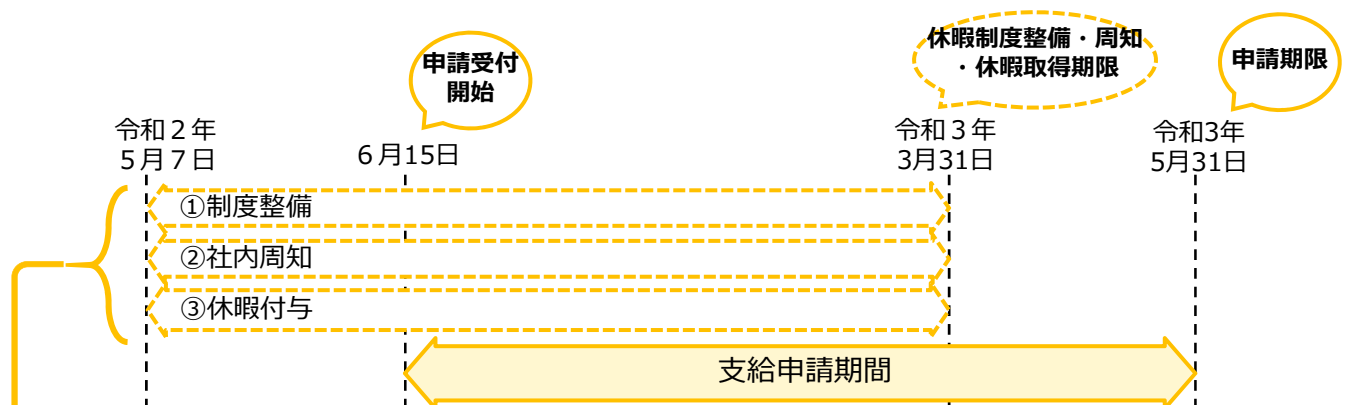 申請受付
開始
休暇制度整備・周知
・休暇取得期限
申請期限
令和２年
５月７日
６月15日
令和３年
3月31日
令和3年
5月31日
①制度整備
②社内周知
③休暇付与
支給申請期間